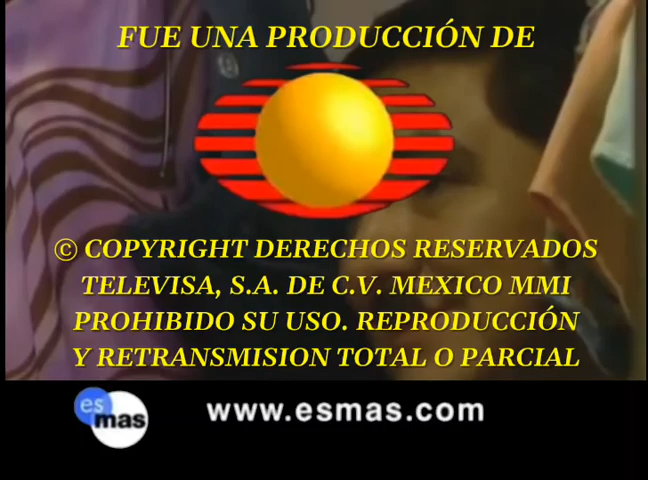 FUE UNA PRODUCCIÓN DE
© COPYRIGHT DERECHOS RESERVADOS
TELEVISA, S.A. DE C.V. MEXICO MMI
PROHIBIDO SU USO. REPRODUCCIÓN
Y RETRANSMISION TOTAL O PARCIAL
es
mas
www.esmas.com